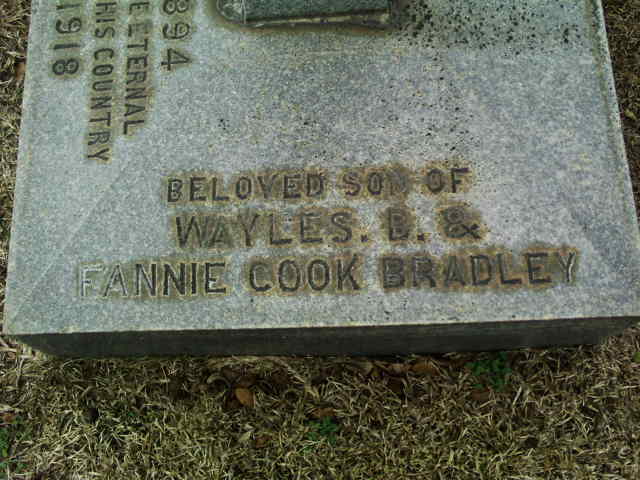 894
ETERNAL
HIS COUNTRY
1918
BELOVED SON OF
WAYLES. B. &
FANNIE COOK BRADLEY